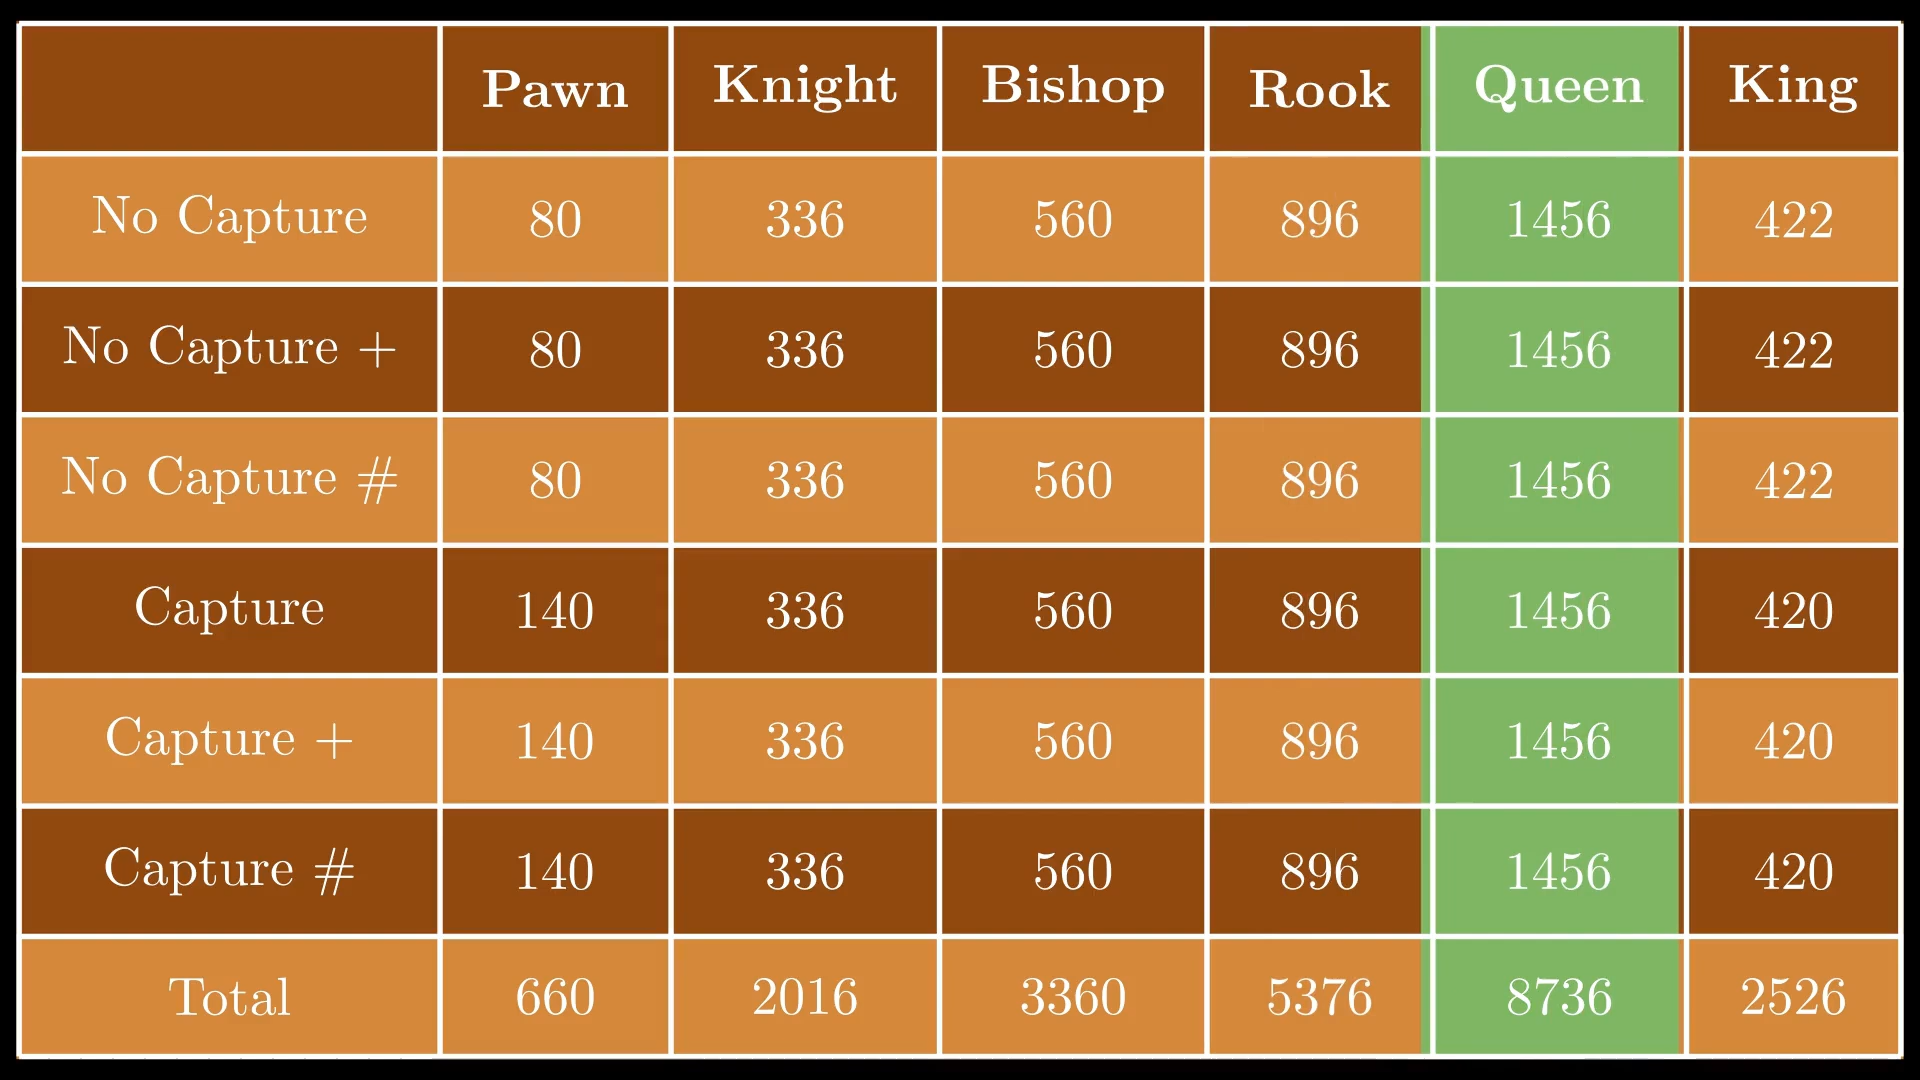 Pawn Knight Bishop Rook Queen King
No Capture 80 336 560 896 1456 422
No Capture + 80 336 560 896 1456 422
No Capture # 80 336 560 896 1456 422
Capture 140 336 560 896 1456 420
Capture + 140 336 560 896 1456 420
Capture # 140 336 560 896 1456 420
Total 660 2016 3360 5376 8736 2526